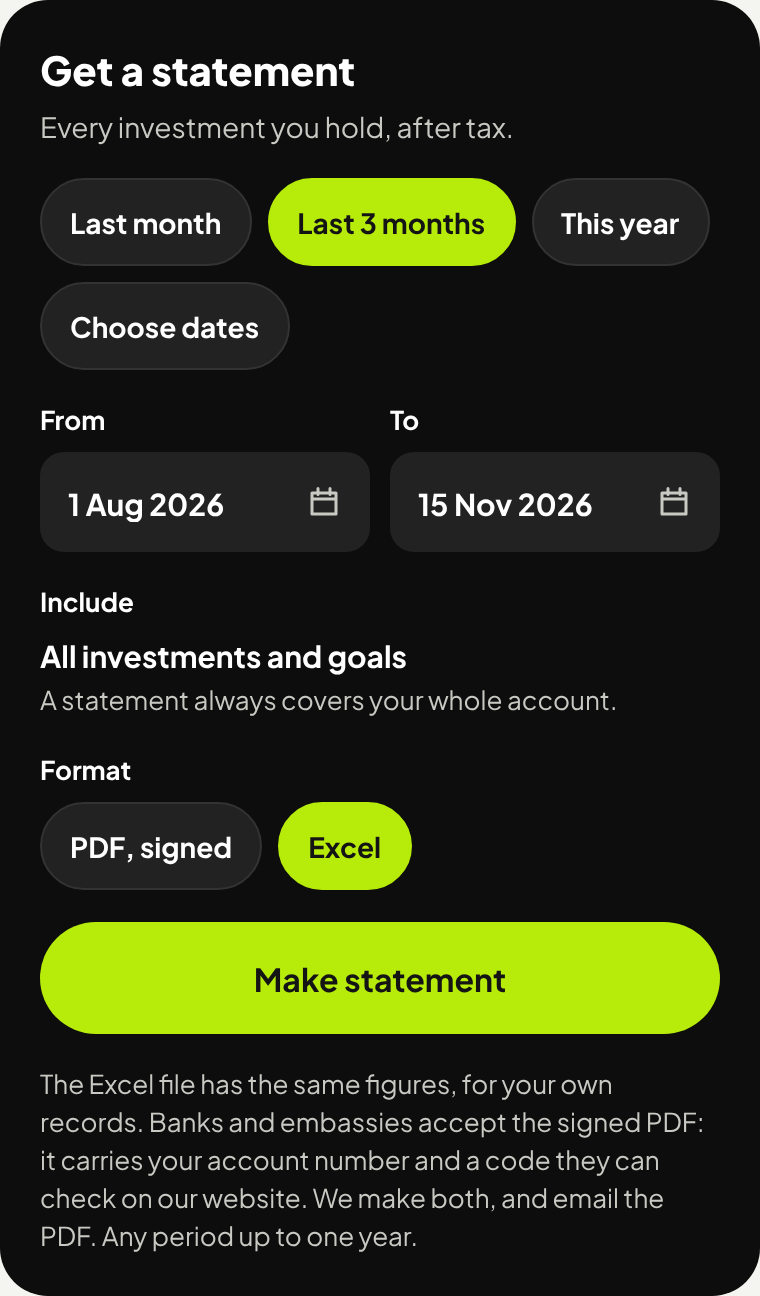 Get a statement
Every investment you hold, after tax.
Last month
Last 3 months
This year
Choose dates
From
To
1 Aug 2026
15 Nov 2026
Include
All investments and goals
A statement always covers your whole account.
Format
PDF, signed
Excel
Make statement
The Excel file has the same figures, for your own
records. Banks and embassies accept the signed PDF:
it carries your account number and a code they can
check on our website. We make both, and email the
PDF. Any period up to one year.